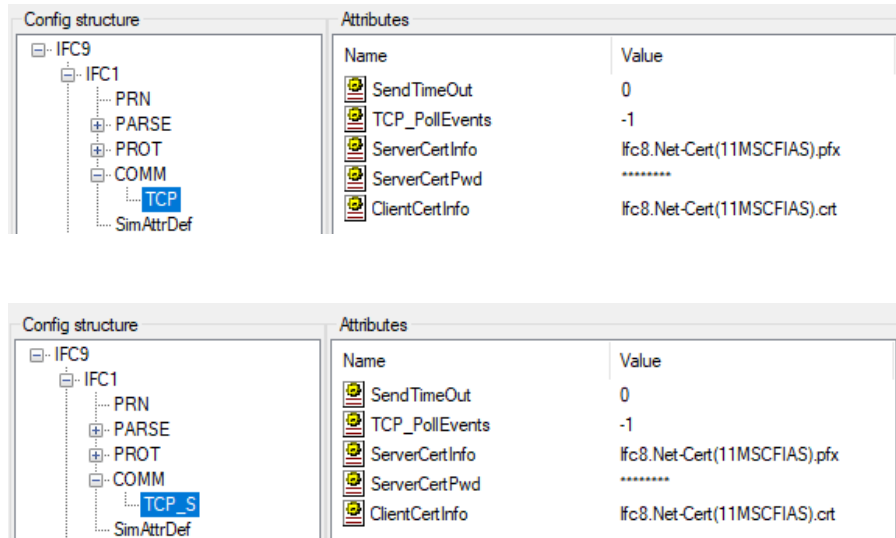 Config structure
Attributes
IFC9
IFC1
PRN
PARSE
PROT
COMM
TCP
SimAttrDef
Name Value
SendTimeOut 0
TCP_PollEvents -1
ServerCertInfo Ifc8.Net-Cert(11MSCFIAS).pfx
ServerCertPwd ********
ClientCertInfo Ifc8.Net-Cert(11MSCFIAS).crt
Config structure
Attributes
IFC9
IFC1
PRN
PARSE
PROT
COMM
TCP_S
SimAttrDef
Name Value
SendTimeOut 0
TCP_PollEvents -1
ServerCertInfo Ifc8.Net-Cert(11MSCFIAS).pfx
ServerCertPwd ********
ClientCertInfo Ifc8.Net-Cert(11MSCFIAS).crt